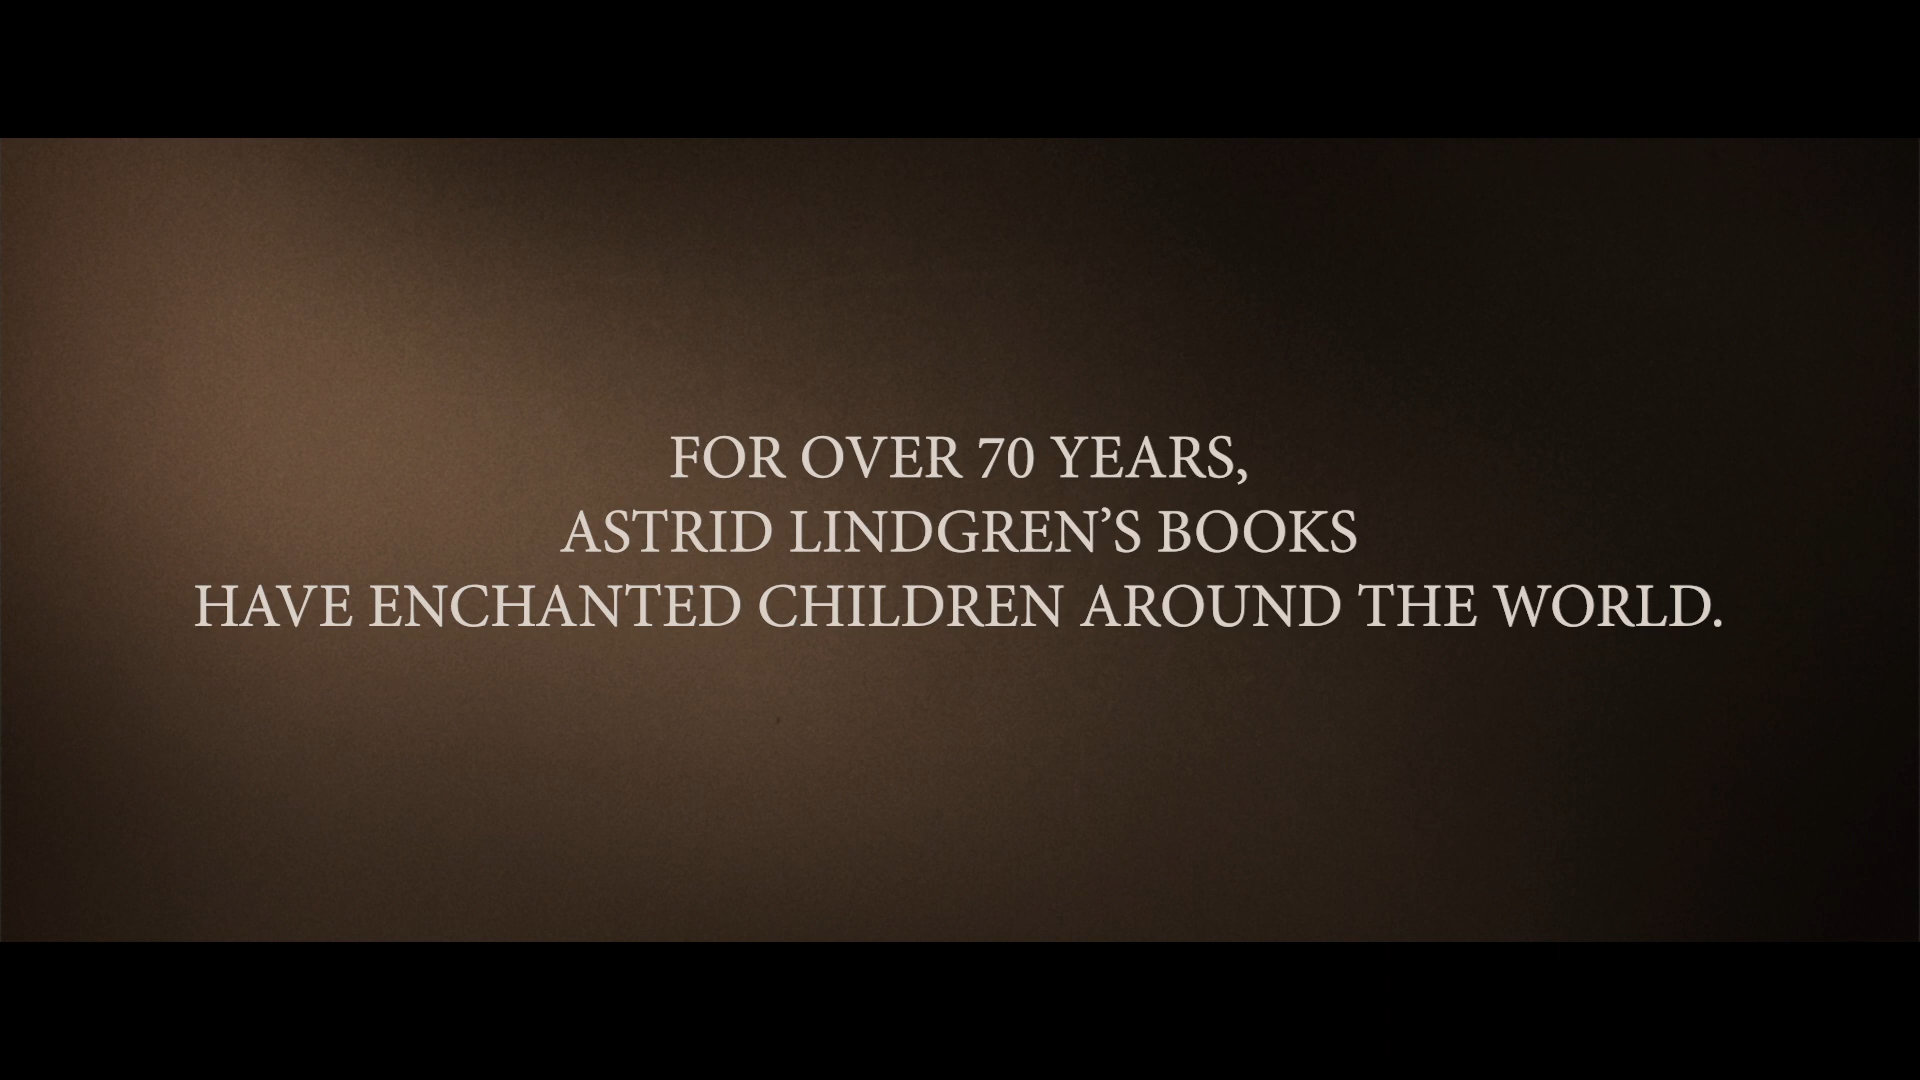 FOR OVER 70 YEARS,
ASTRID LINDGREN’S BOOKS
HAVE ENCHANTED CHILDREN AROUND THE WORLD.